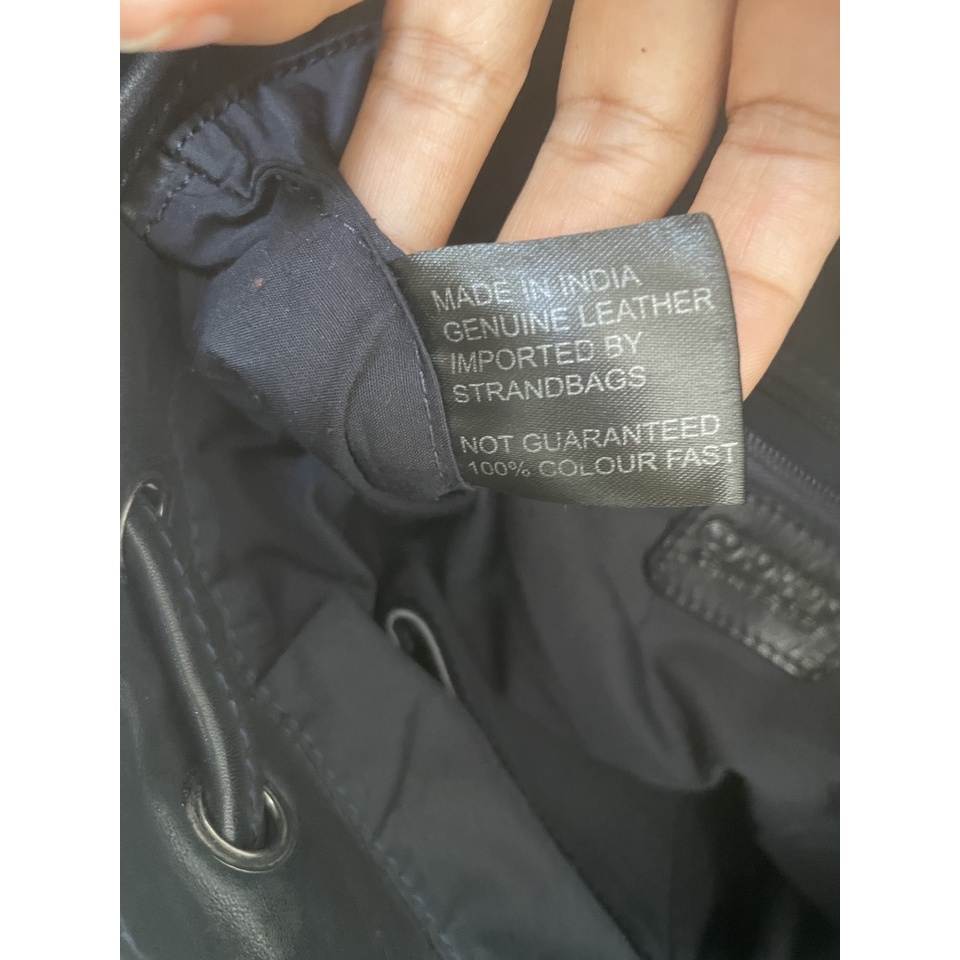 MADE IN INDIA
GENUINE LEATHER
IMPORTED BY
STRANDBAGS
NOT GUARANTEED
100% COLOUR FAST